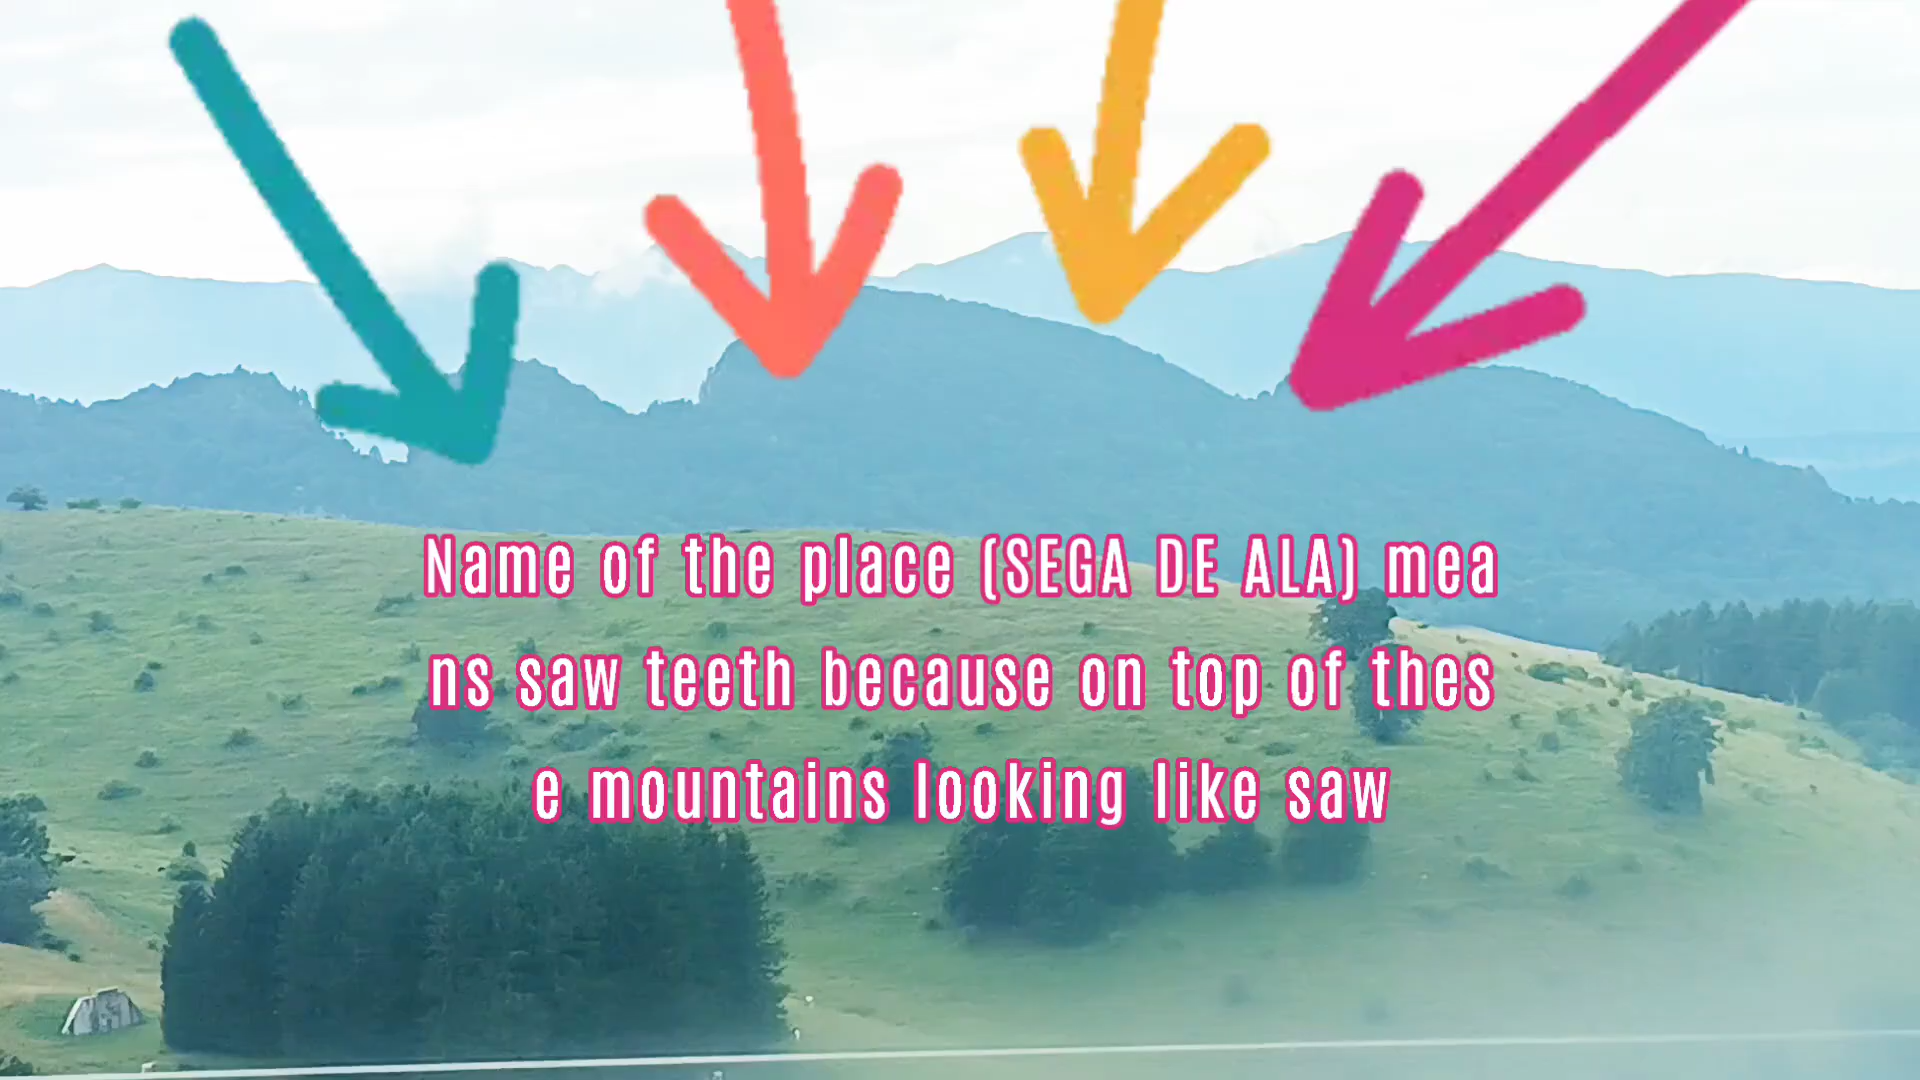 Name of the place (SEGA DE ALA) mea
ns saw teeth because on top of thes
e mountains looking like saw